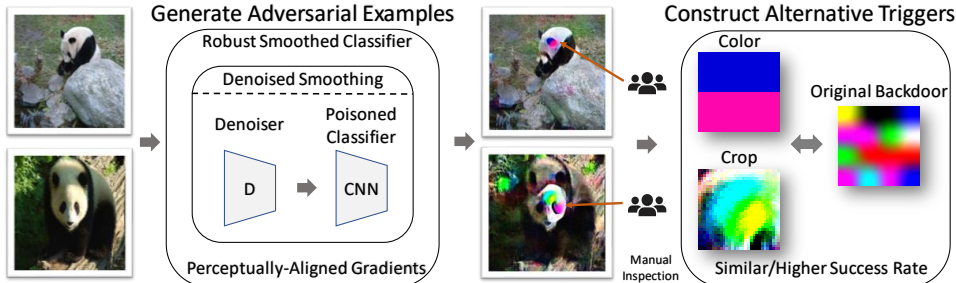 Generate Adversarial Examples
Robust Smoothed Classifier
Denoised Smoothing
Denoiser
Poisoned
Classifier
D
CNN
Perceptually-Aligned Gradients
Manual
Inspection
Construct Alternative Triggers
Color
Original Backdoor
Crop
Similar/Higher Success Rate